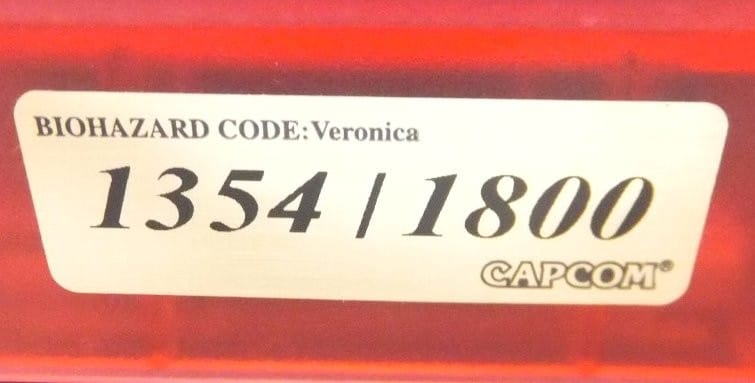 BIOHAZARD CODE:Veronica
1354 / 1800
CAPCOM®